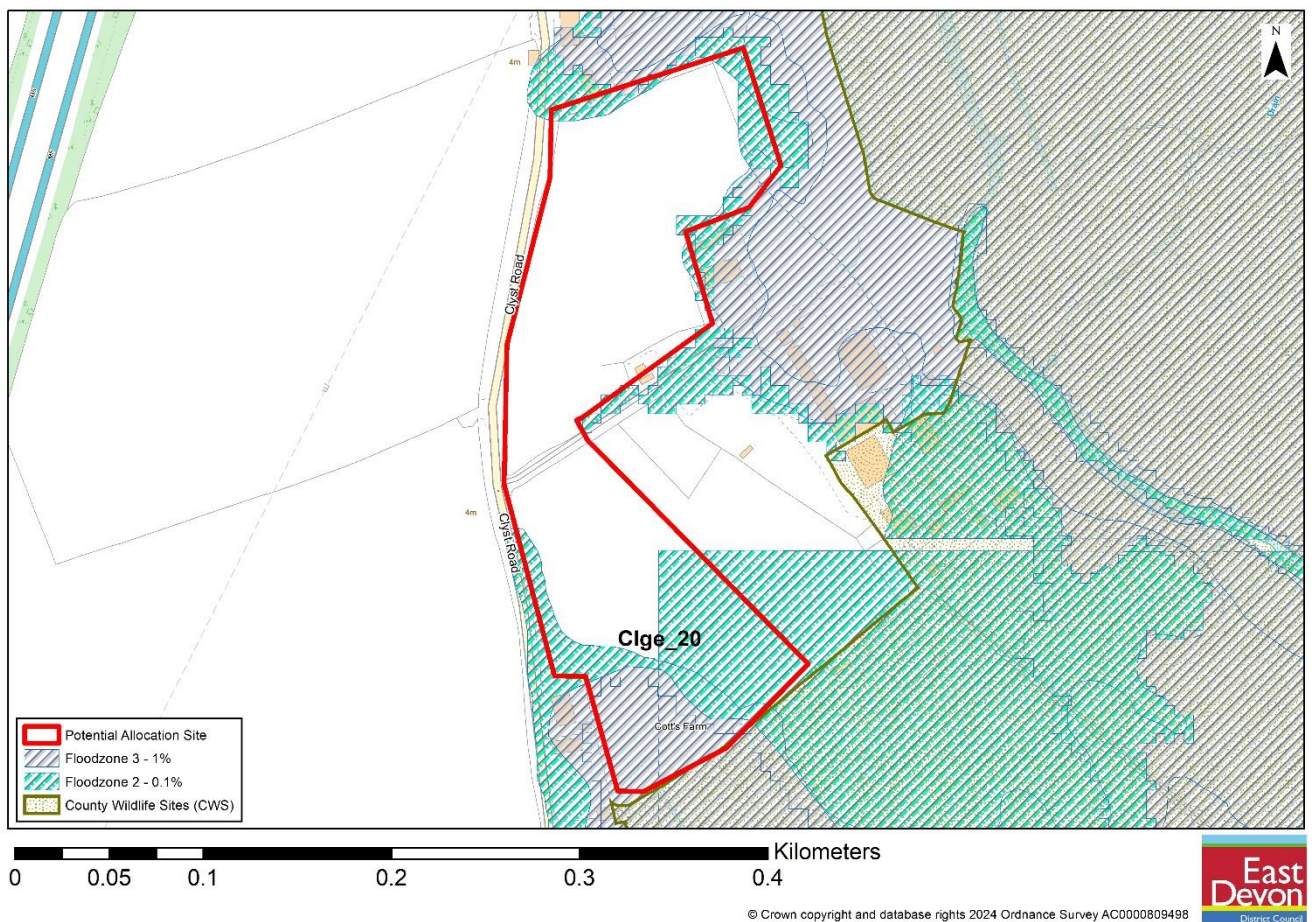 N
4m
Drain
Clyst Road
4m
Clyst Road
Clge_20
Cott's Farm
Potential Allocation Site
Floodzone 3 - 1%
Floodzone 2 - 0.1%
County Wildlife Sites (CWS)
Kilometers
0 0.05 0.1 0.2 0.3 0.4
East
Devon
District Council
© Crown copyright and database rights 2024 Ordnance Survey AC0000809498